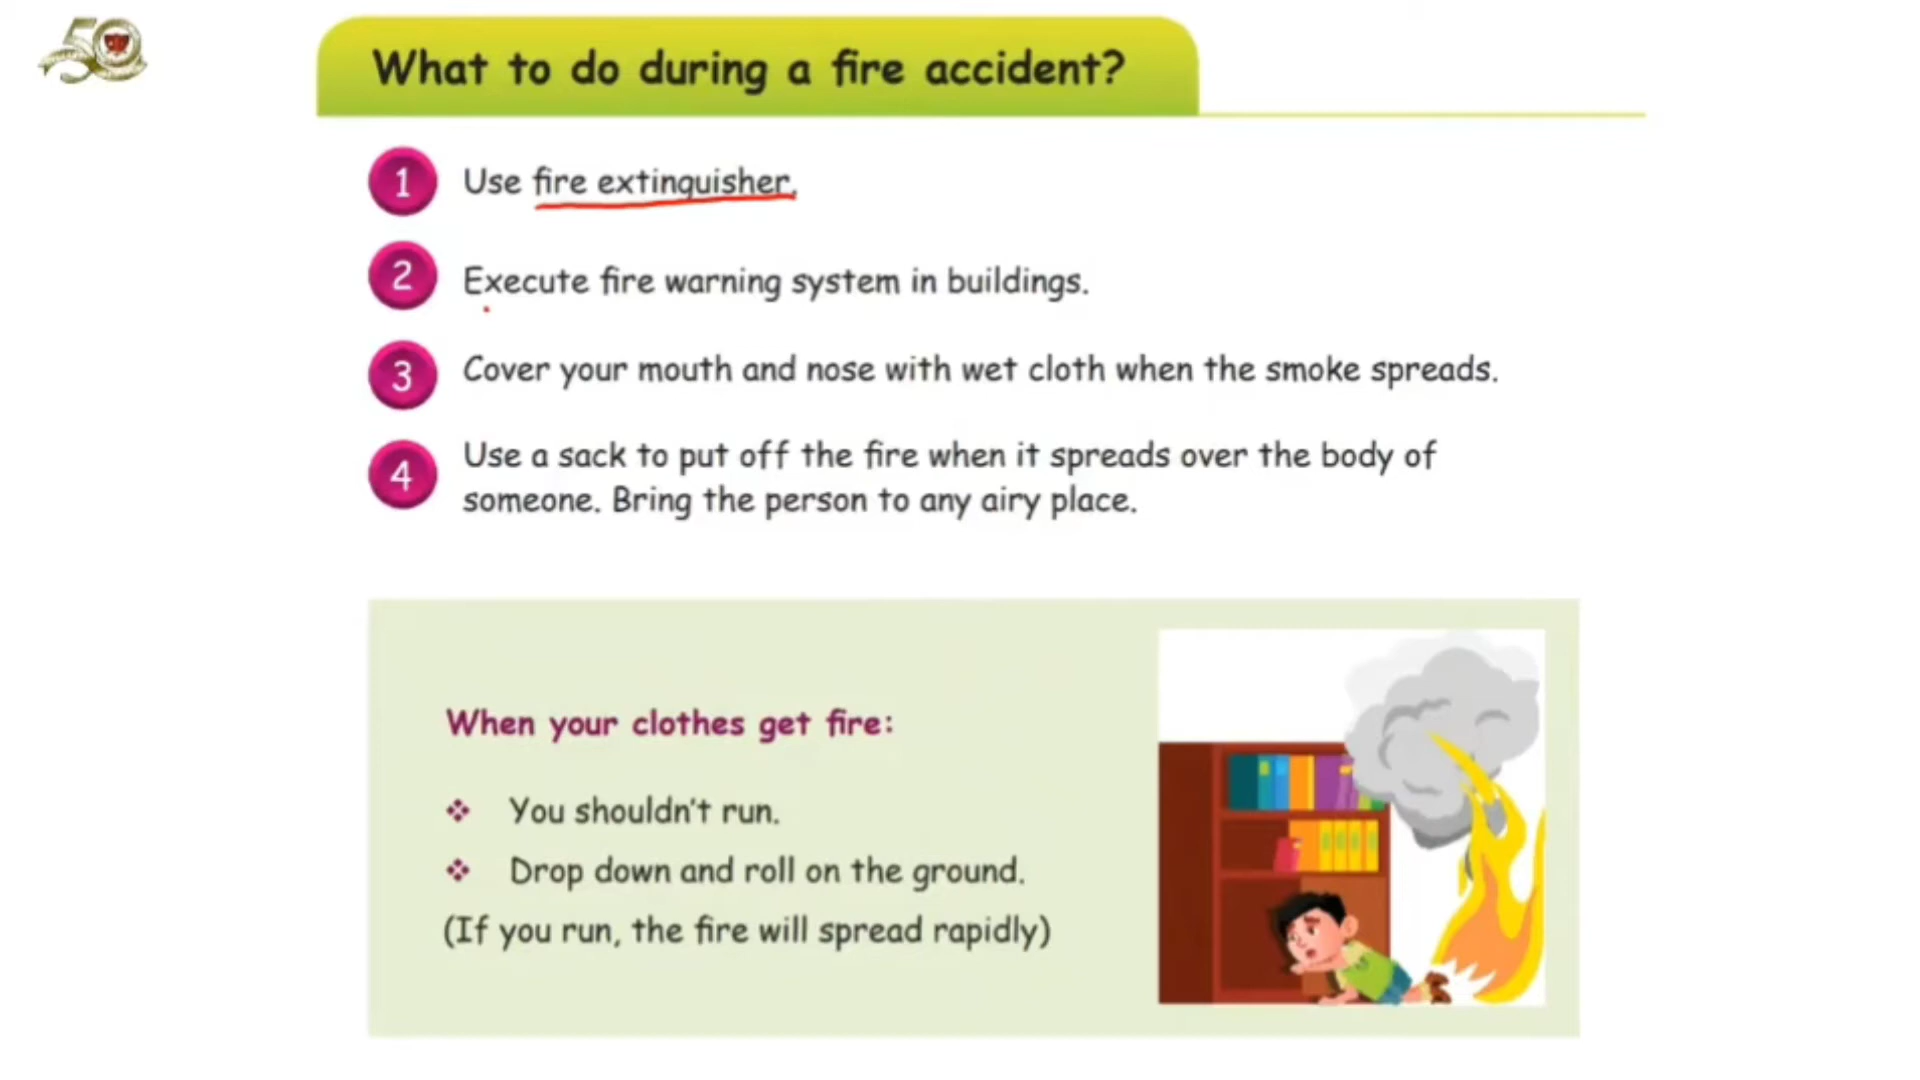 50
What to do during a fire accident?
1 Use fire extinguisher.
2 Execute fire warning system in buildings.
3 Cover your mouth and nose with wet cloth when the smoke spreads.
4 Use a sack to put off the fire when it spreads over the body of
someone. Bring the person to any airy place.
When your clothes get fire:
❖ You shouldn't run.
❖ Drop down and roll on the ground.
(If you run, the fire will spread rapidly)